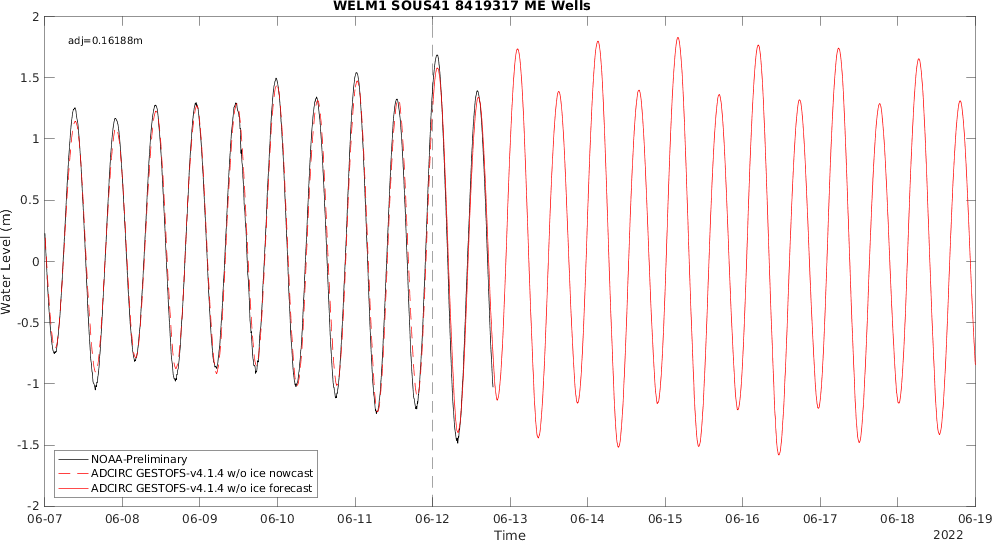 WELM1 SOUS41 8419317 ME Wells
adj=0.16188m
Water Level (m)
2
1.5
1
0.5
0
-0.5
-1
-1.5
-2
NOAA-Preliminary
ADCIRC GESTOFS-v4.1.4 w/o ice nowcast
ADCIRC GESTOFS-v4.1.4 w/o ice forecast
06-07 06-08 06-09 06-10 06-11 06-12 06-13 06-14 06-15 06-16 06-17 06-18 06-19
Time
2022